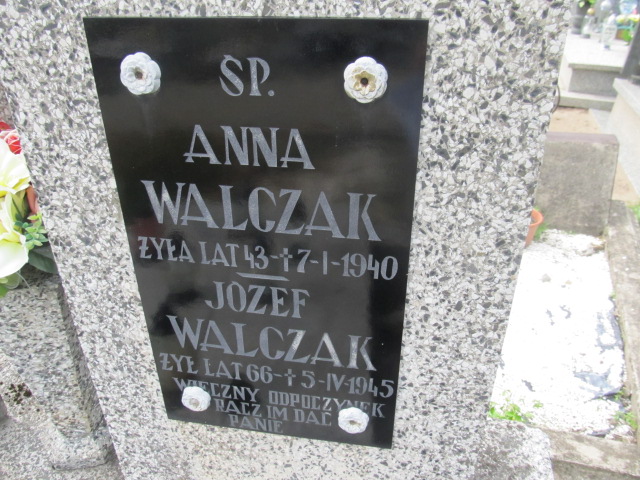 ŚP.
ANNA
WALCZAK
ŻYŁA LAT 43-†7-I-1940
JÓZEF
WALCZAK
ŻYŁ LAT 66-†5-IV-1945
WIECZNY ODPOCZYNEK
RACZ IM DAĆ
PANIE